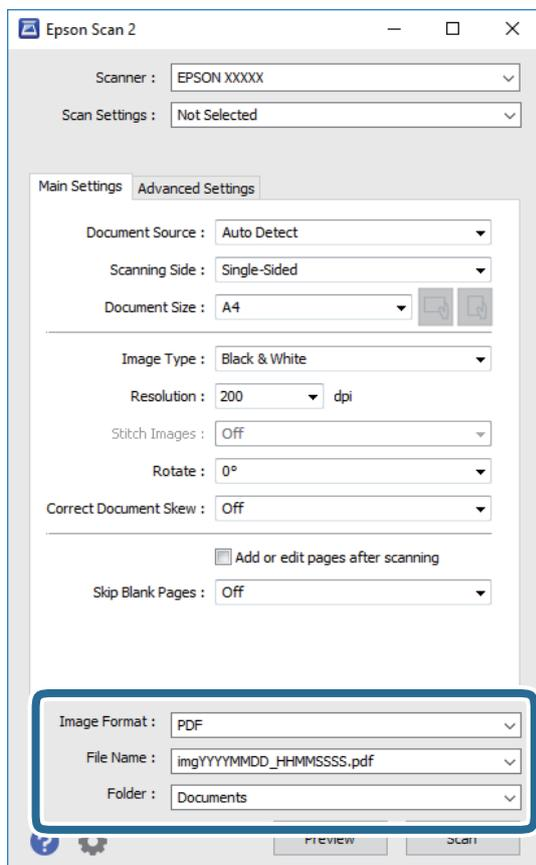 Epson Scan 2
Scanner : EPSON XXXXX
Scan Settings : Not Selected
Main Settings Advanced Settings
Document Source : Auto Detect
Scanning Side : Single-Sided
Document Size : A4
Image Type : Black & White
Resolution : 200 dpi
Stitch Images : Off
Rotate : 0°
Correct Document Skew : Off
Add or edit pages after scanning
Skip Blank Pages : Off
Image Format : PDF
File Name : imgYYYYMMDD_HHMMSSSS.pdf
Folder : Documents
? Preview Scan